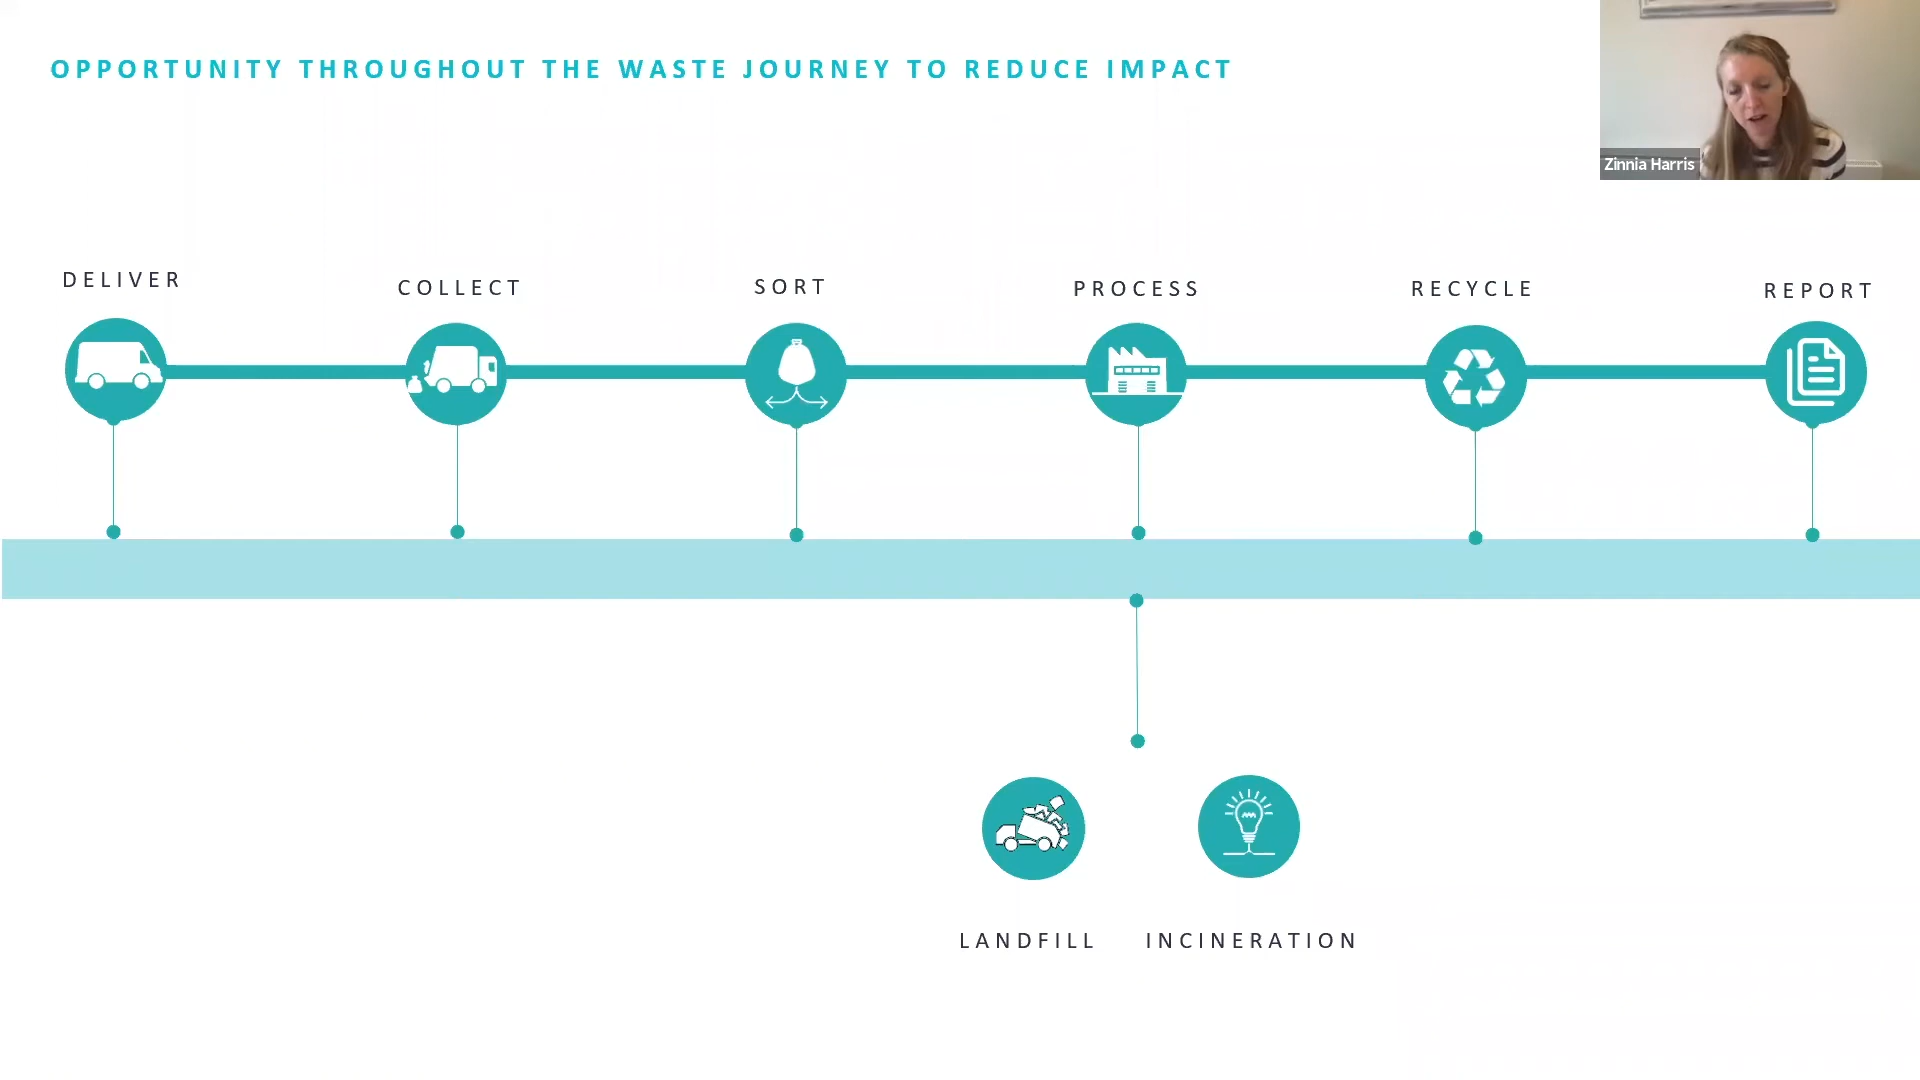 OPPORTUNITY THROUGHOUT THE WASTE JOURNEY TO REDUCE IMPACT
Zinnia Harris
DELIVER
COLLECT
SORT
PROCESS
RECYCLE
REPORT
LANDFILL
INCINERATION